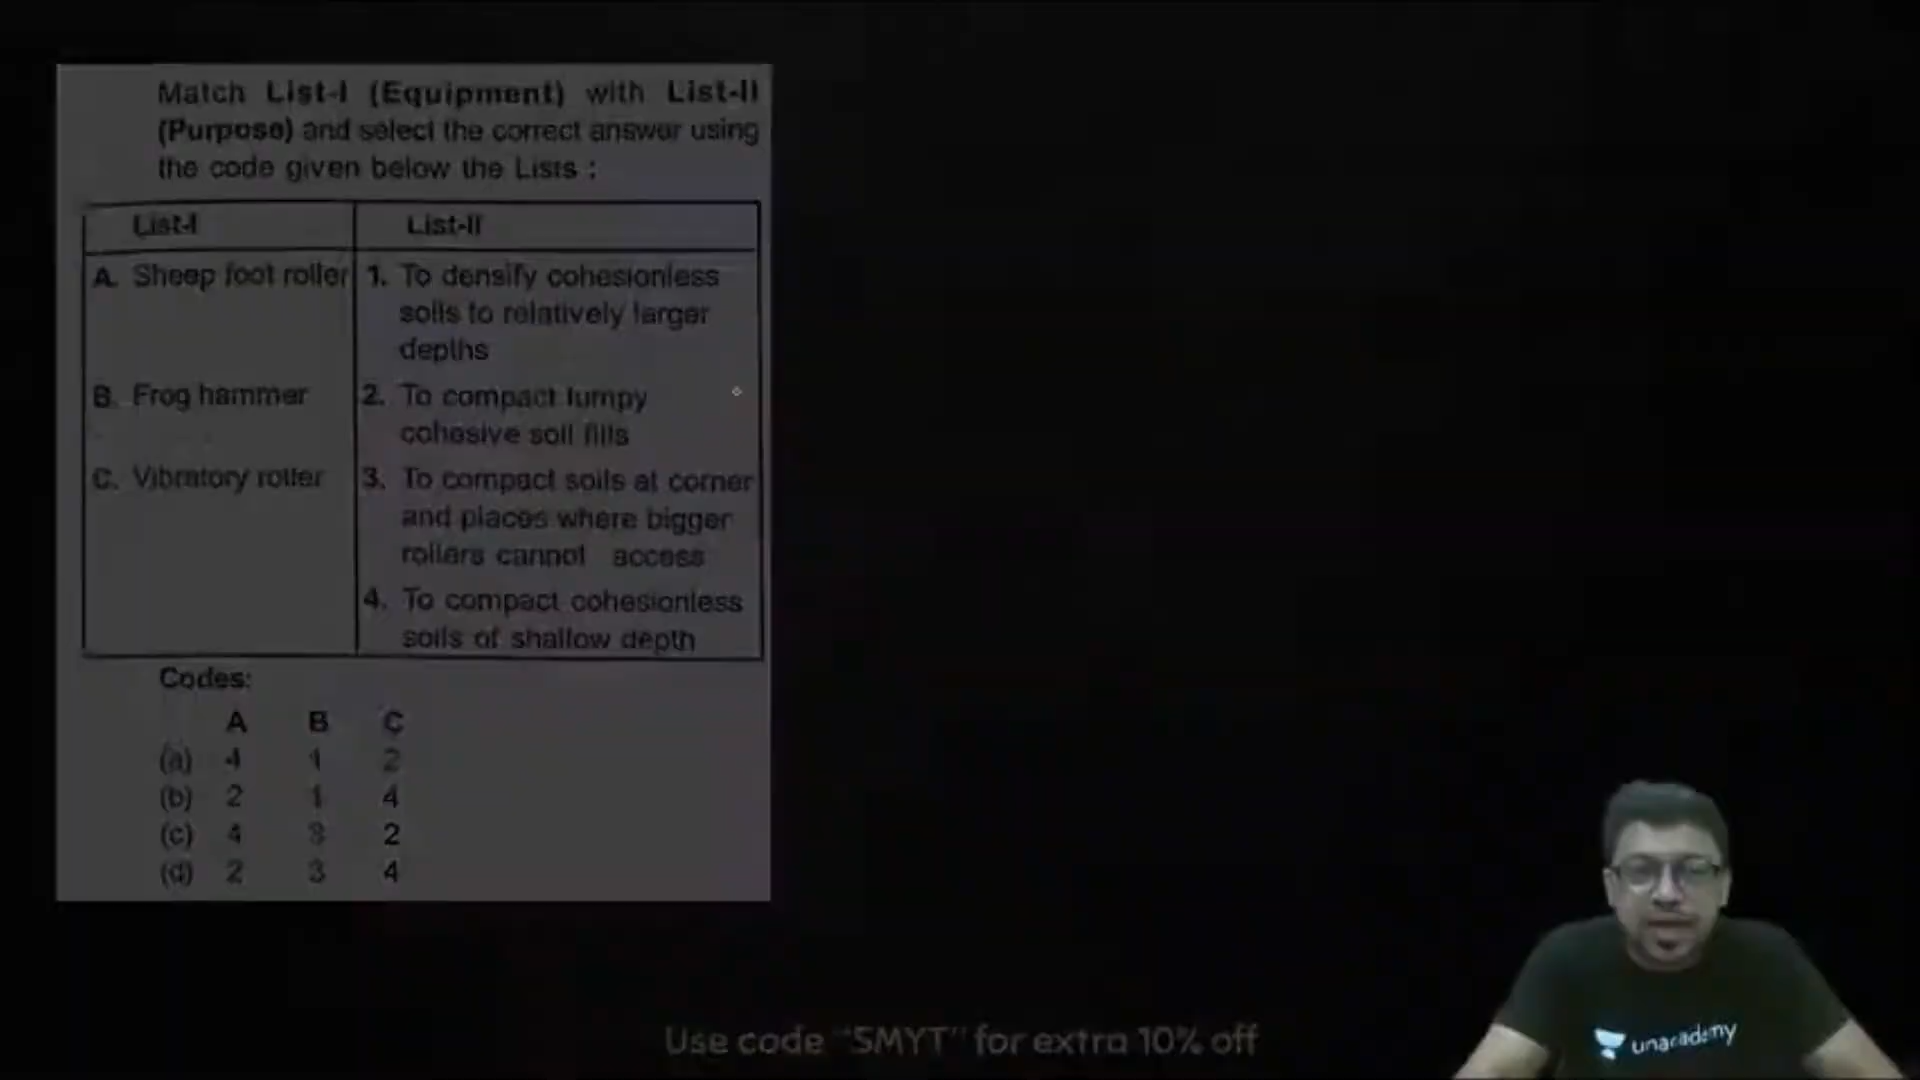 Match List-I (Equipment) with List-II
(Purpose) and select the correct answer using
the code given below the Lists :
List-I List-II
A. Sheep foot roller 1. To densify cohesionless
soils to relatively larger
depths
B. Frog hammer 2. To compact lumpy
cohesive soil fills
C. Vibratory roller 3. To compact soils at corner
and places where bigger
rollers cannot access
4. To compact cohesionless
soils of shallow depth
Codes:
A B C
(a) 4 1 2
(b) 2 1 4
(c) 4 3 2
(d) 2 3 4
Use code "SMYT" for extra 10% off
unacademy